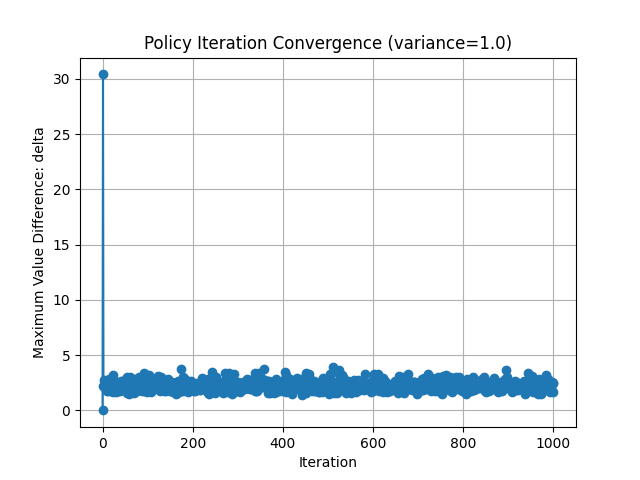 Policy Iteration Convergence (variance=1.0)
Maximum Value Difference: delta
30
25
20
15
10
5
0
0 200 400 600 800 1000
Iteration